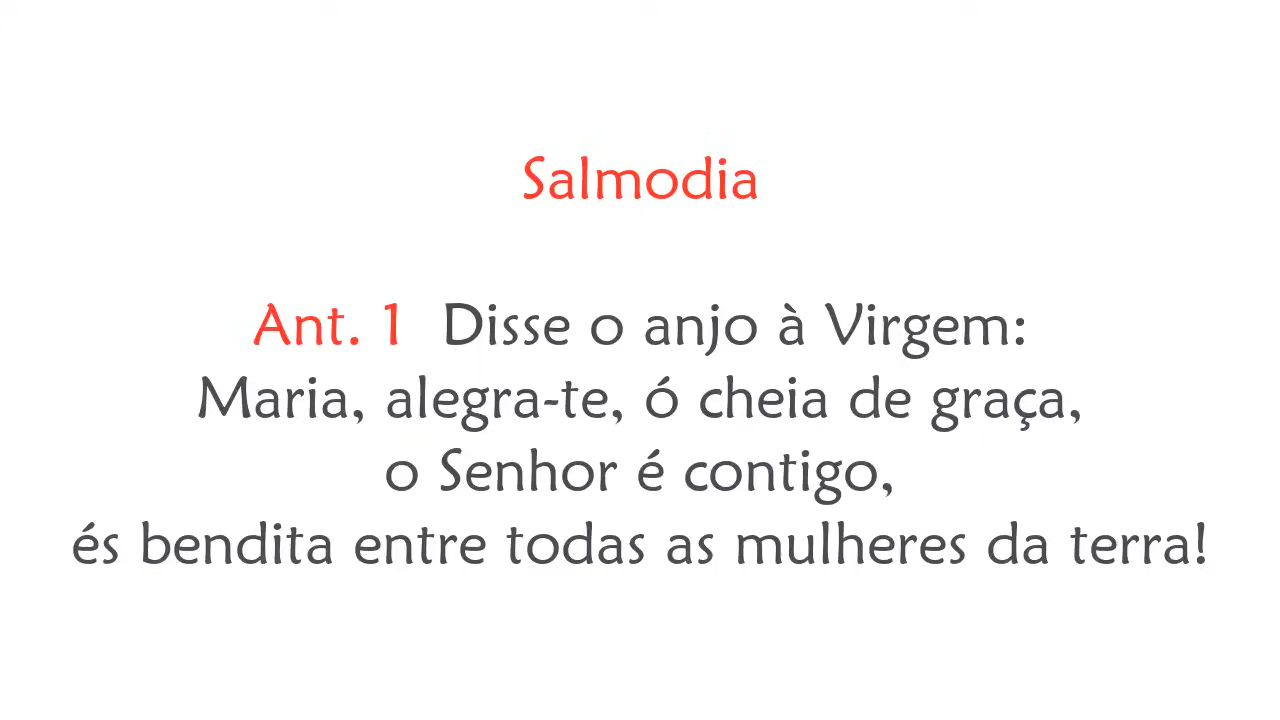 Salmodia
Ant. 1 Disse o anjo à Virgem:
Maria, alegra-te, ó cheia de graça,
o Senhor é contigo,
és bendita entre todas as mulheres da terra!